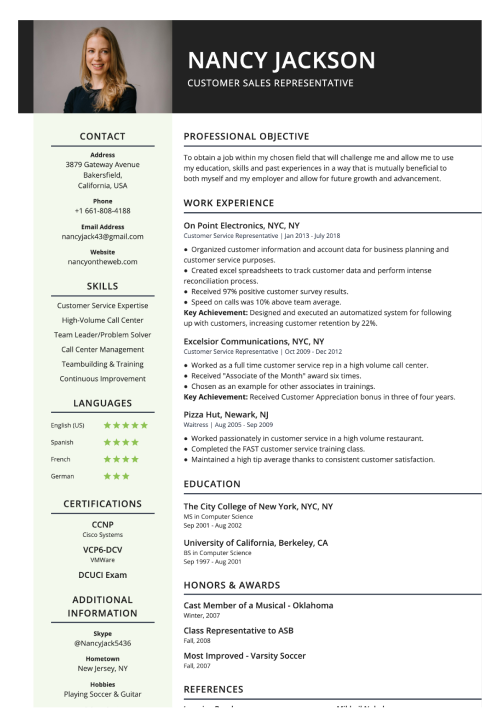 NANCY JACKSON
CUSTOMER SALES REPRESENTATIVE
CONTACT
Address
3879 Gateway Avenue
Bakersfield,
California, USA
Phone
+1 661-808-4188
Email Address
nancyjack43@gmail.com
Website
nancyontheweb.com
SKILLS
Customer Service Expertise
High-Volume Call Center
Team Leader/Problem Solver
Call Center Management
Teambuilding & Training
Continuous Improvement
LANGUAGES
English (US)
Spanish
French
German
CERTIFICATIONS
CCNP
Cisco Systems
VCP6-DCV
VMWare
DCUCI Exam
ADDITIONAL
INFORMATION
Skype
@NancyJack5436
Hometown
New Jersey, NY
Hobbies
Playing Soccer & Guitar
PROFESSIONAL OBJECTIVE
To obtain a job within my chosen field that will challenge me and allow me to use
my education, skills and past experiences in a way that is mutually beneficial to
both myself and my employer and allow for future growth and advancement.
WORK EXPERIENCE
On Point Electronics, NYC, NY
Customer Service Representative | Jan 2013 - July 2018
● Organized customer information and account data for business planning and
customer service purposes.
● Created excel spreadsheets to track customer data and perform intense
reconciliation process.
● Received 97% positive customer survey results.
● Speed on calls was 10% above team average.
Key Achievement: Designed and executed an automatized system for following
up with customers, increasing customer retention by 22%.
Excelsior Communications, NYC, NY
Customer Service Representative | Oct 2009 - Dec 2012
● Worked as a full time customer service rep in a high volume call center.
● Received "Associate of the Month" award six times.
● Chosen as an example for other associates in trainings.
Key Achievement: Received Customer Appreciation bonus in three of four years.
Pizza Hut, Newark, NJ
Waitress | Aug 2005 - Sep 2009
● Worked passionately in customer service in a high volume restaurant.
● Completed the FAST customer service training class.
● Maintained a high tip average thanks to consistent customer satisfaction.
EDUCATION
The City College of New York, NYC, NY
MS in Computer Science
Sep 2001 - Aug 2002
University of California, Berkeley, CA
BS in Computer Science
Sep 1997 - Aug 2001
HONORS & AWARDS
Cast Member of a Musical - Oklahoma
Winter, 2007
Class Representative to ASB
Fall, 2008
Most Improved - Varsity Soccer
Fall, 2007
REFERENCES